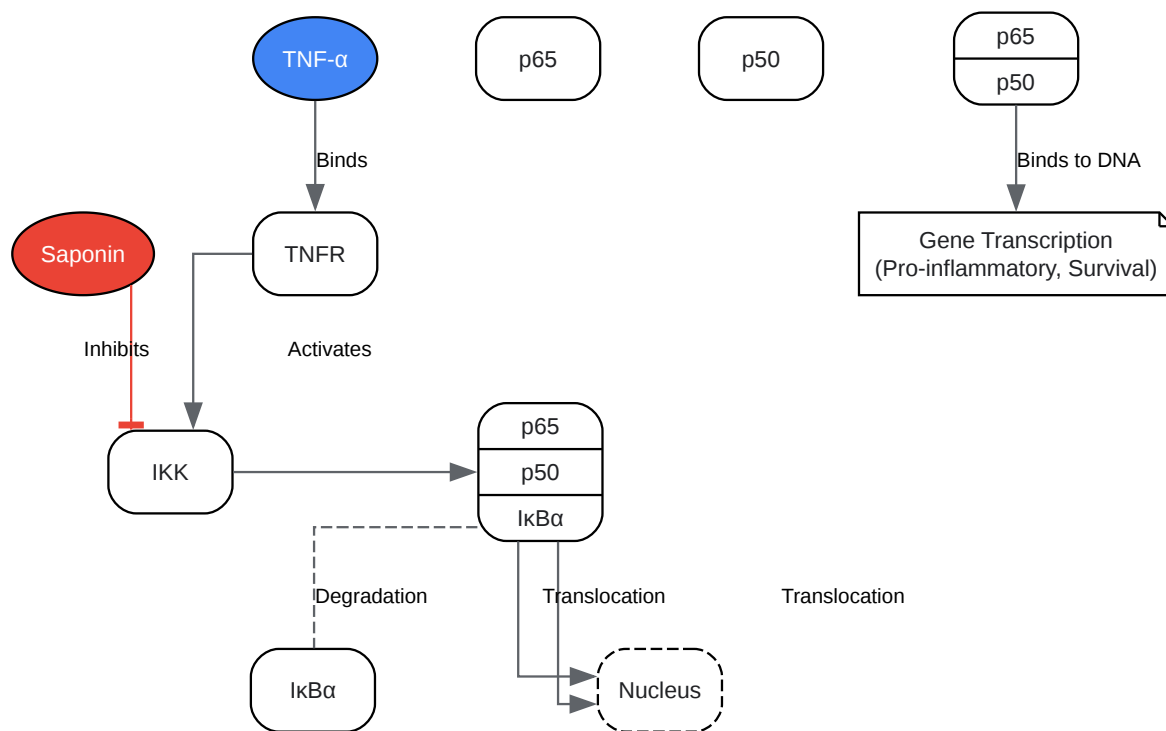 TNF-α
p65
p50
p65
p50
Binds
Binds to DNA
Saponin
TNFR
Gene Transcription
(Pro-inflammatory, Survival)
Inhibits
Activates
p65
IKK
p50
IκBα
Degradation
Translocation
Translocation
IκBα
Nucleus